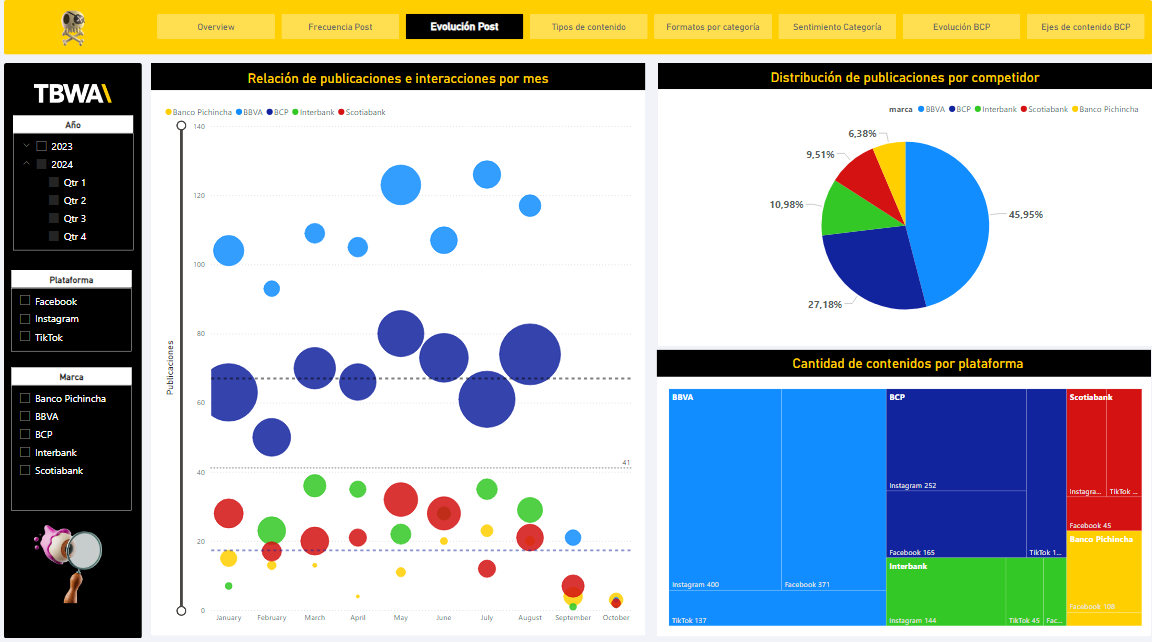 Overview
Frecuencia Post
Evolución Post
Tipos de contenido
Formatos por categoría
Sentimiento Categoría
Evolución BCP
Ejes de contenido BCP
TBWA\
Año
2023
2024
Qtr 1
Qtr 2
Qtr 3
Qtr 4
Plataforma
Facebook
Instagram
TikTok
Marca
Banco Pichincha
BBVA
BCP
Interbank
Scotiabank
Relación de publicaciones e interacciones por mes
Banco Pichincha BBVA BCP Interbank Scotiabank
140
120
100
80
60
40
20
0
Publicaciones
41
January February March April May June July August September October
Distribución de publicaciones por competidor
marca BBVA BCP Interbank Scotiabank Banco Pichincha
6,38%
9,51%
10,98%
27,18%
45,95%
Cantidad de contenidos por plataforma
BBVA
Instagram 400
Facebook 371
TikTok 137
BCP
Instagram 252
Facebook 165
TikTok 1...
Interbank
Instagram 144
TikTok 45
Fac...
Scotiabank
Instagra...
TikTok ...
Facebook 45
Banco Pichincha
Facebook 108